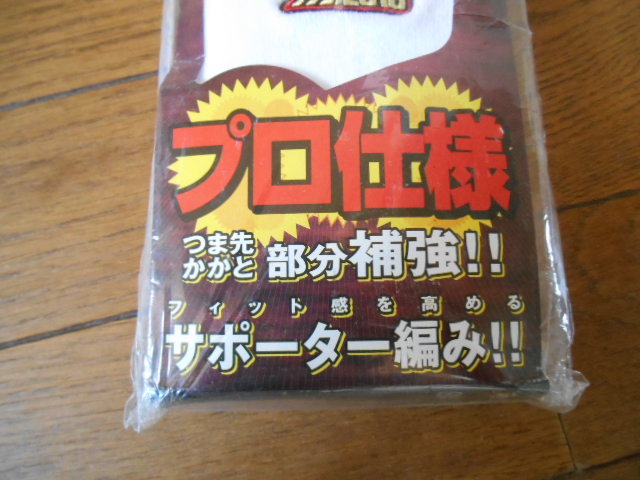 プロ仕様
つま先
かがと 部分補強!!
フィット感を高める
サポーター編み!!